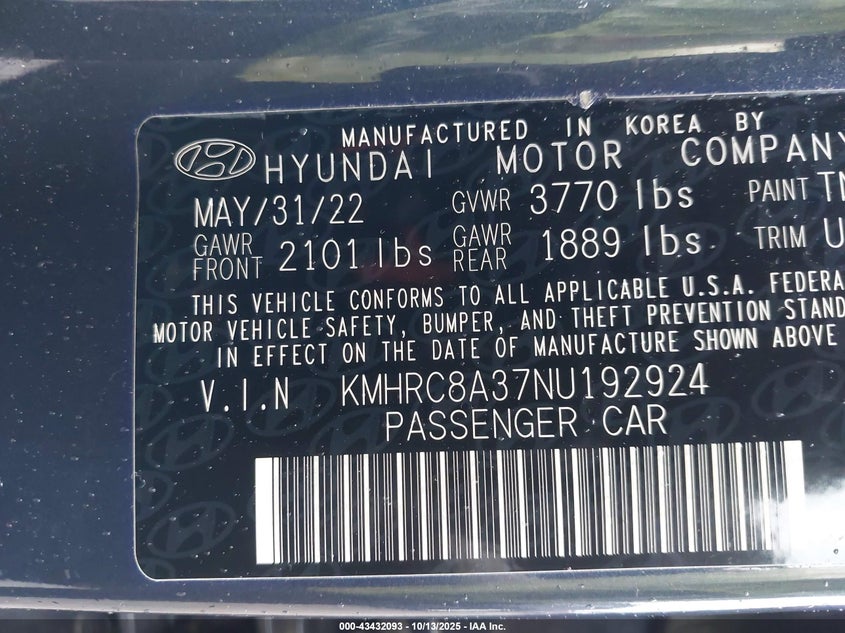 MANUFACTURED IN KOREA BY
HYUNDAI MOTOR COMPANY
MAY/31/22 GVWR 3770 lbs PAINT
GAWR FRONT 2101 lbs GAWR REAR 1889 lbs TRIM
THIS VEHICLE CONFORMS TO ALL APPLICABLE U.S.A. FEDERA
MOTOR VEHICLE SAFETY, BUMPER, AND THEFT PREVENTION STAND
IN EFFECT ON THE DATE OF MANUFACTURE SHOWN ABOVE
V.I.N KMHRC8A37NU192924
PASSENGER CAR
000-43432093 - 10/13/2025 - IAA Inc.